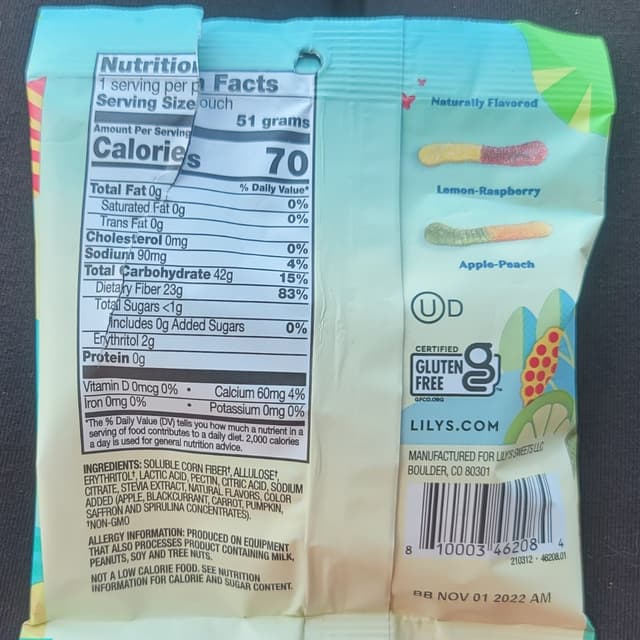 Nutrition Facts
1 serving per pouch
Serving Size
51 grams
Amount Per Serving
Calories 70
% Daily Value*
Total Fat 0g 0%
Saturated Fat 0g 0%
Trans Fat 0g
Cholesterol 0mg 0%
Sodium 90mg 4%
Total Carbohydrate 42g 15%
Dietary Fiber 23g 83%
Total Sugars <1g
Includes 0g Added Sugars 0%
Erythritol 2g
Protein 0g
Vitamin D 0mcg 0% • Calcium 60mg 4%
Iron 0mg 0% • Potassium 0mg 0%
*The % Daily Value (DV) tells you how much a nutrient in a
serving of food contributes to a daily diet. 2,000 calories
a day is used for general nutrition advice.
INGREDIENTS: SOLUBLE CORN FIBER†, ALLULOSE†,
ERYTHRITOL†, LACTIC ACID, PECTIN, CITRIC ACID, SODIUM
CITRATE, STEVIA EXTRACT, NATURAL FLAVORS, COLOR
ADDED (APPLE, BLACKCURRANT, CARROT, PUMPKIN,
SAFFRON AND SPIRULINA CONCENTRATES).
†NON-GMO
ALLERGY INFORMATION: PRODUCED ON EQUIPMENT
THAT ALSO PROCESSES PRODUCT CONTAINING MILK,
PEANUTS, SOY AND TREE NUTS.
NOT A LOW CALORIE FOOD. SEE NUTRITION
INFORMATION FOR CALORIE AND SUGAR CONTENT.
Naturally Flavored
Lemon-Raspberry
Apple-Peach
U D
CERTIFIED
GLUTEN
FREE
GFCO.ORG
LILYS.COM
MANUFACTURED FOR LILY'S SWEETS LLC
BOULDER, CO 80301
8 10003 46208 4
210312 - 46208.01
BB NOV 01 2022 AM